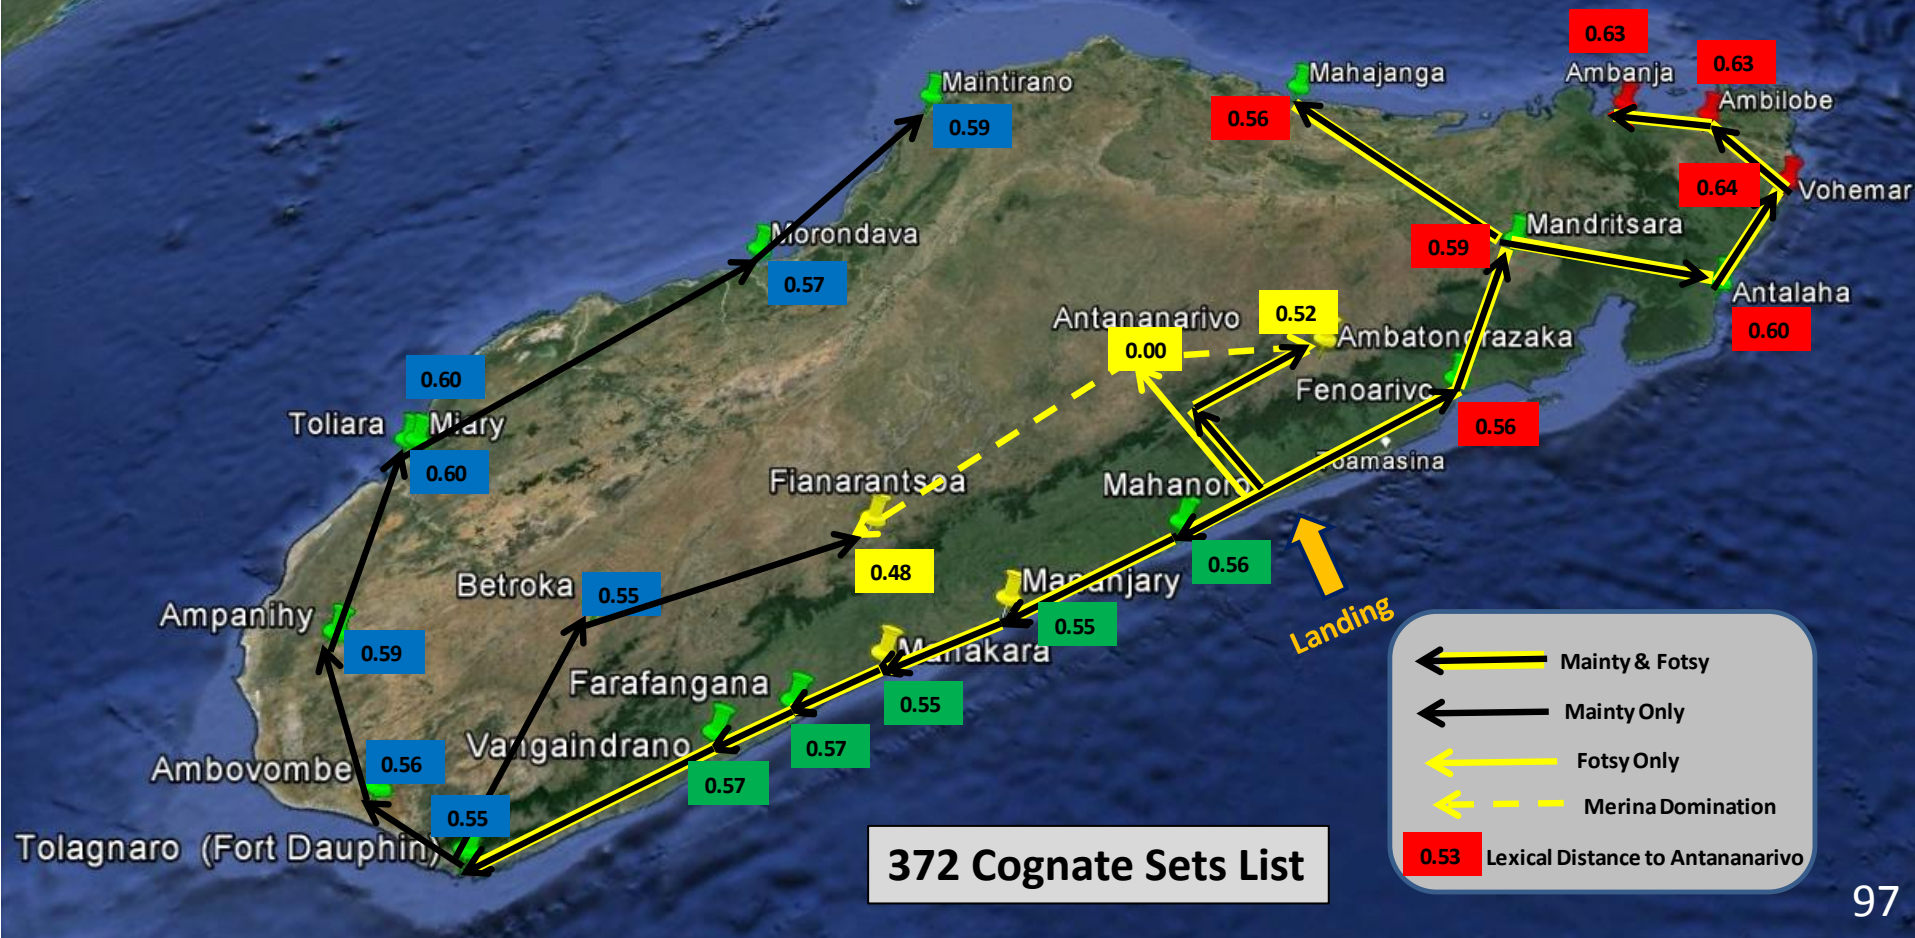 0.63
Ambanja
0.63
Mahajanga
Maintirano
Ambilobe
0.56
0.59
0.64
Vohemar
Mandritsara
Morondava
0.59
0.57
Antalaha
Antananarivo
0.52
0.60
Ambatondrazaka
0.00
0.60
Fenoarivo
Toliara
Miary
0.56
0.60
Toamasina
Fianarantsoa
Mahanoro
0.48
0.56
Betroka
0.55
Mananjary
Ampanihy
0.55
Landing
0.59
Manakara
Mainty & Fotsy
Farafangana
0.55
Mainty Only
Vangaindrano
0.57
Fotsy Only
Ambovombe
0.56
0.57
Merina Domination
0.55
Tolagnaro (Fort Dauphin)
372 Cognate Sets List
0.53 Lexical Distance to Antananarivo
97